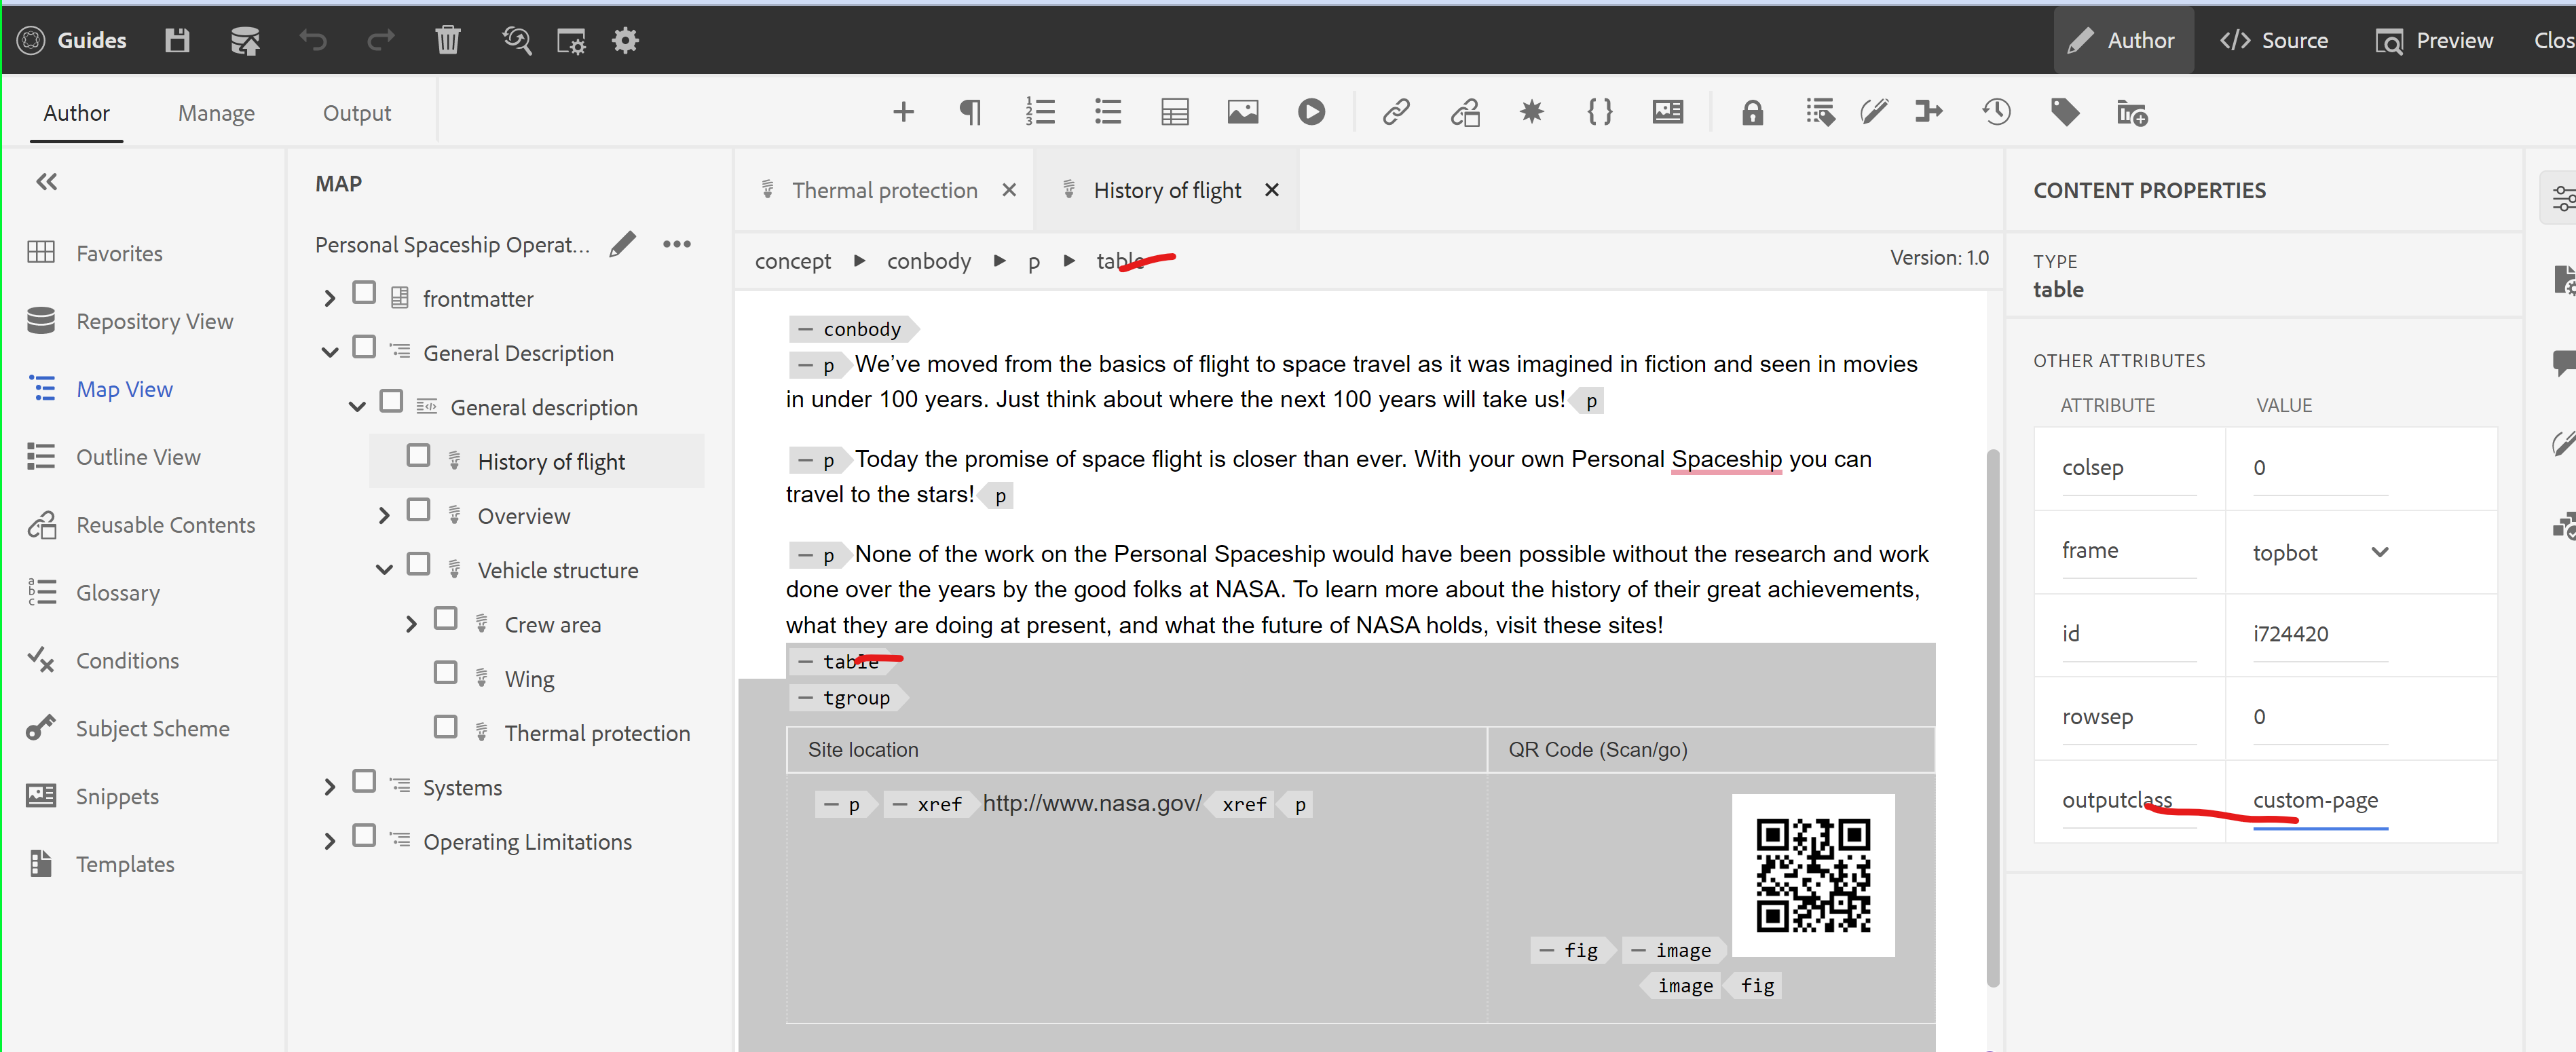 Guides
Author
Source
Preview
Clos
Author
Manage
Output
Favorites
Repository View
Map View
Outline View
Reusable Contents
Glossary
Conditions
Subject Scheme
Snippets
Templates
MAP
Personal Spaceship Operat...
frontmatter
General Description
General description
History of flight
Overview
Vehicle structure
Crew area
Wing
Thermal protection
Systems
Operating Limitations
Thermal protection
History of flight
concept conbody p table
Version: 1.0
conbody
p We’ve moved from the basics of flight to space travel as it was imagined in fiction and seen in movies
in under 100 years. Just think about where the next 100 years will take us! p
p Today the promise of space flight is closer than ever. With your own Personal Spaceship you can
travel to the stars! p
p None of the work on the Personal Spaceship would have been possible without the research and work
done over the years by the good folks at NASA. To learn more about the history of their great achievements,
what they are doing at present, and what the future of NASA holds, visit these sites!
table
tgroup
Site location
QR Code (Scan/go)
p xref http://www.nasa.gov/ xref p
fig image
image fig
CONTENT PROPERTIES
TYPE
table
OTHER ATTRIBUTES
ATTRIBUTE VALUE
colsep 0
frame topbot
id i724420
rowsep 0
outputclass custom-page